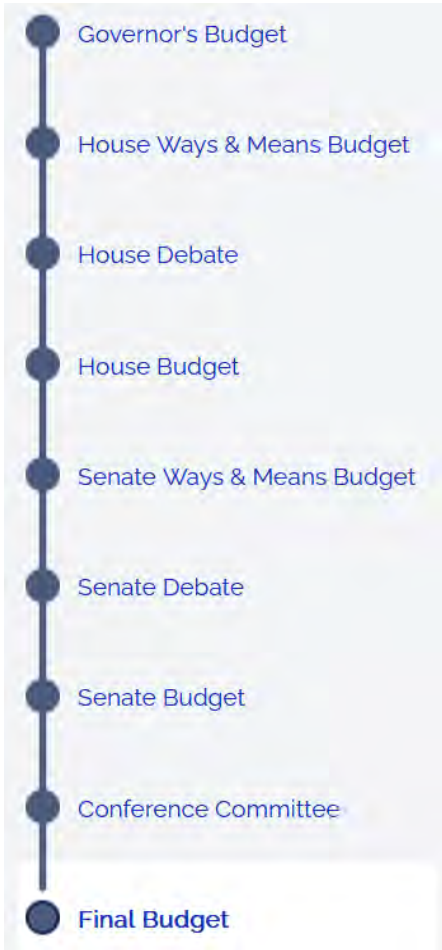 Governor's Budget
House Ways & Means Budget
House Debate
House Budget
Senate Ways & Means Budget
Senate Debate
Senate Budget
Conference Committee
Final Budget